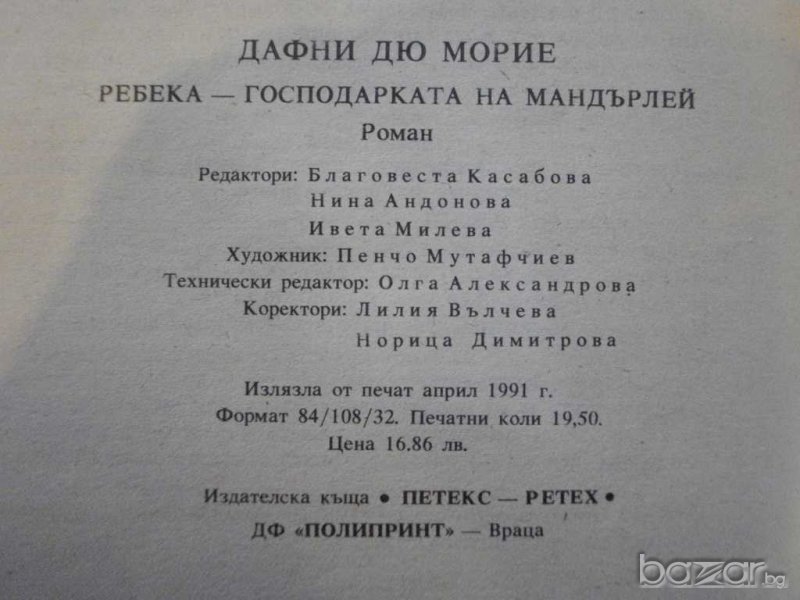 ДАФНИ ДЮ МОРИЕ
РЕБЕКА — ГОСПОДАРКАТА НА МАНДЪРЛЕЙ
Роман
Редактори: Благовеста Касабова
Нина Андонова
Ивета Милева
Художник: Пенчо Мутафчиев
Технически редактор: Олга Александрова
Коректори: Лилия Вълчева
Норица Димитрова
Излязла от печат април 1991 г.
Формат 84/108/32. Печатни коли 19,50.
Цена 16.86 лв.
Издателска къща • ПЕТЕКС — PETEX •
ДФ «ПОЛИПРИНТ» — Враца
bazar.bg